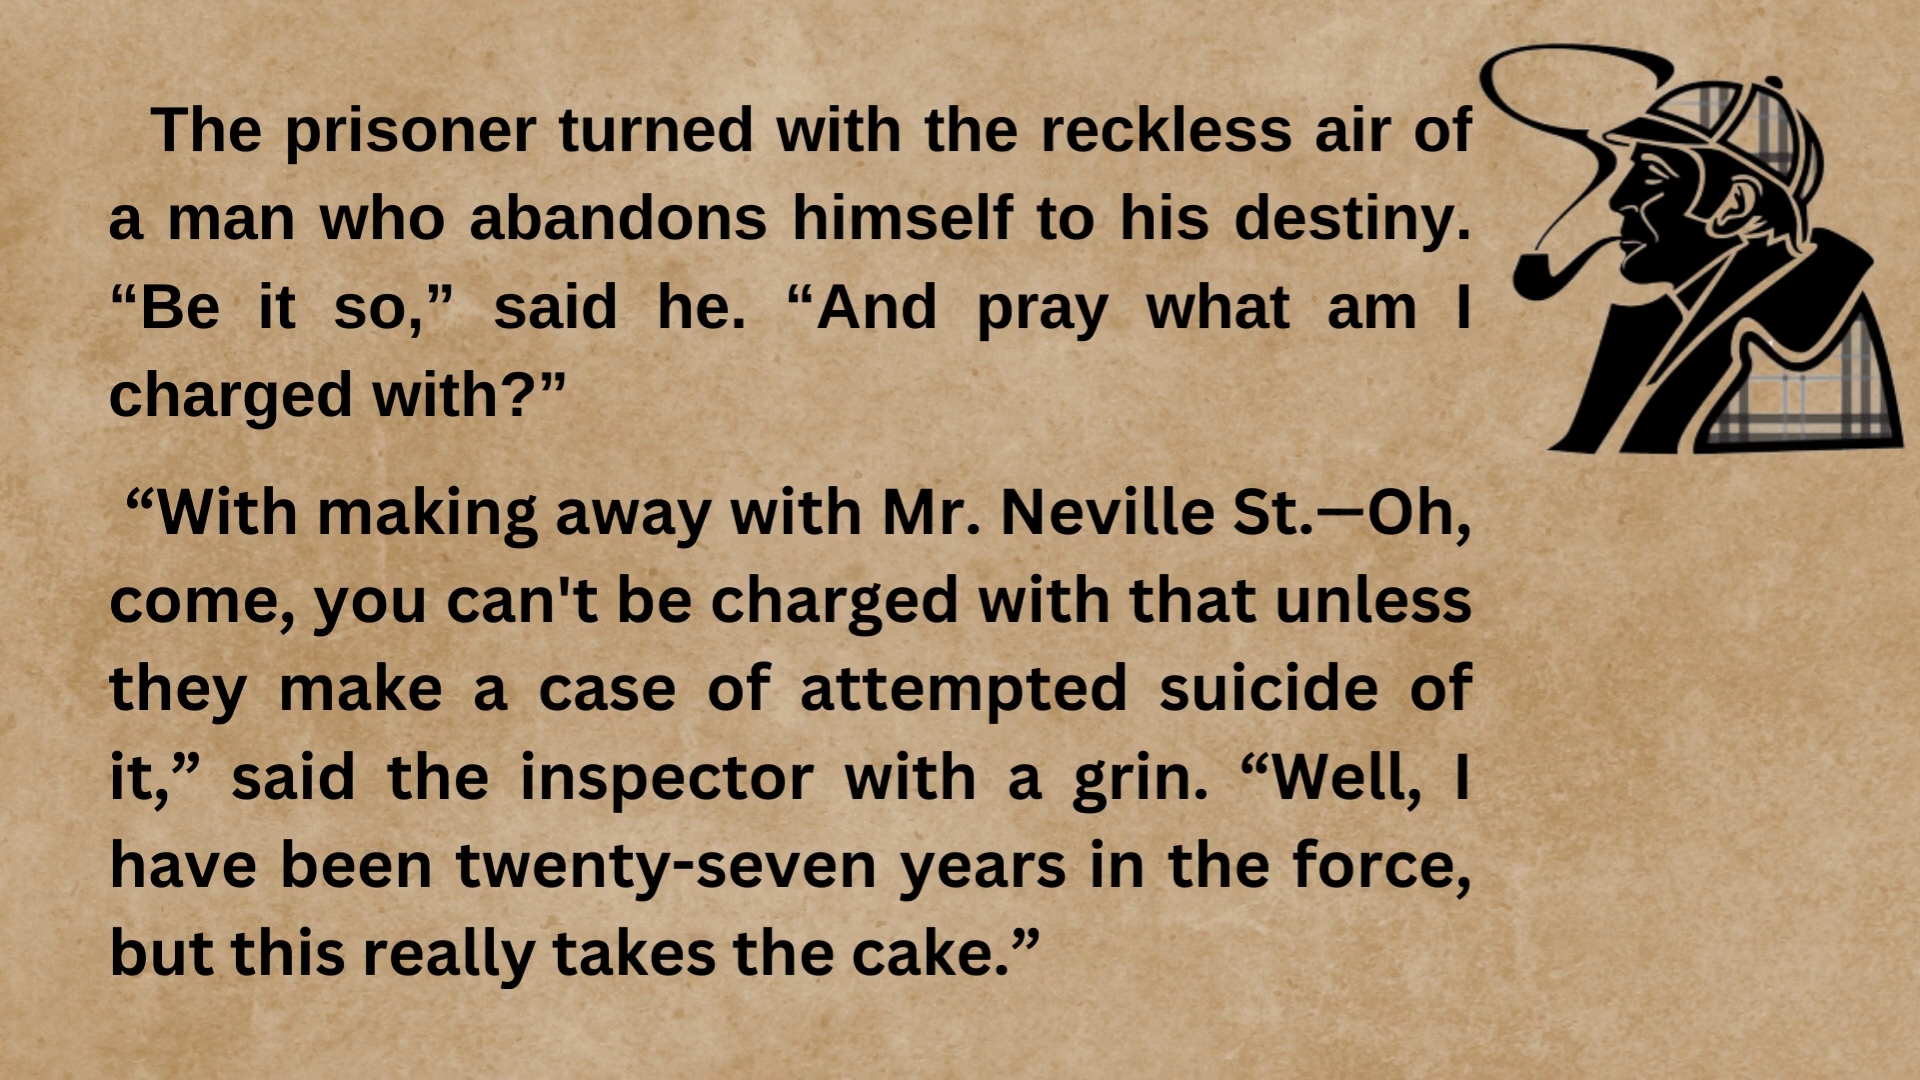 The prisoner turned with the reckless air of
a man who abandons himself to his destiny.
“Be it so,” said he. “And pray what am I
charged with?”
“With making away with Mr. Neville St.—Oh,
come, you can't be charged with that unless
they make a case of attempted suicide of
it,” said the inspector with a grin. “Well, I
have been twenty-seven years in the force,
but this really takes the cake.”